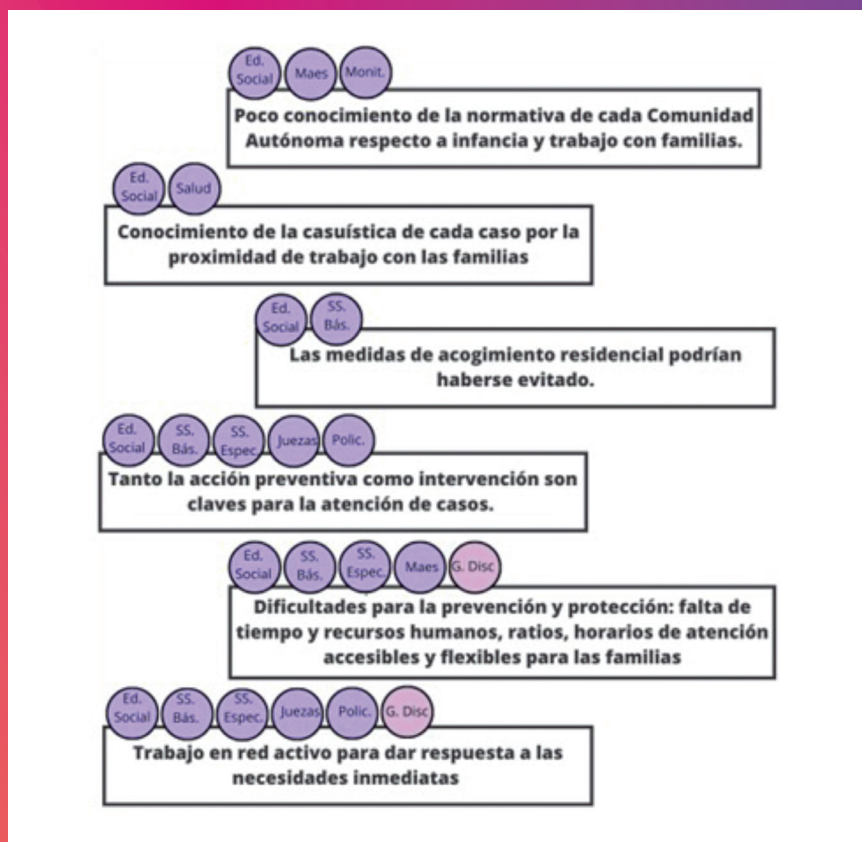 Ed. Social Maes Monit.
Poco conocimiento de la normativa de cada Comunidad
Autónoma respecto a infancia y trabajo con familias.
Ed. Social Salud
Conocimiento de la casuística de cada caso por la
proximidad de trabajo con las familias
Ed. Social SS. Bás.
Las medidas de acogimiento residencial podrían
haberse evitado.
Ed. Social SS. Bás. SS. Espec. Juezas Polic.
Tanto la acción preventiva como intervención son
claves para la atención de casos.
Ed. Social SS. Bás. SS. Espec. Maes G. Disc
Dificultades para la prevención y protección: falta de
tiempo y recursos humanos, ratios, horarios de atención
accesibles y flexibles para las familias
Ed. Social SS. Bás. SS. Espec. Juezas Polic. G. Disc
Trabajo en red activo para dar respuesta a las
necesidades inmediatas